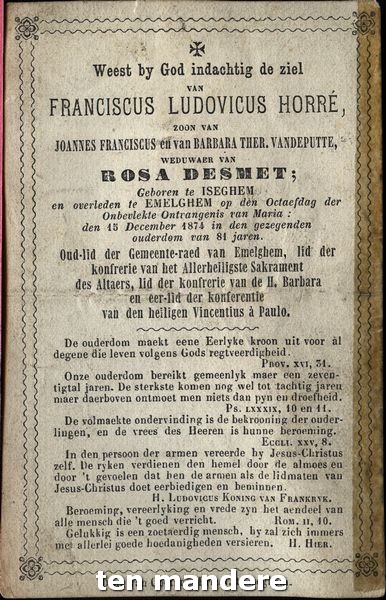 Weest by God indachtig de ziel
VAN
FRANCISCUS LUDOVICUS HORRÉ,
ZOON VAN
JOANNES FRANCISCUS en van BARBARA THER. VANDEPUTTE,
WEDUWAER VAN
ROSA DESMET;
Geboren te ISEGHEM
en overleden te EMELGHEM op den Octaefdag der
Onbevlekte Ontrangenis van Maria:
den 15 December 1874 in den gezegenden
ouderdom van 81 jaren.
Oud-lid der Gemeente-raed van Emelghem, lid der
konfrerie van het Allerheiligste Sakrament
des Altaers, lid der konfrerie van de H. Barbara
en eer-lid der konferentie
van den heiligen Vincentius à Paulo.
De ouderdom maekt eene Eerlyke kroon uit voor al
degene die leven volgens Gods regtveerdigheid.
PROV. XVI, 31.
Onze ouderdom bereikt gemeenlyk maer een zeven-
tigtal jaren. De sterkste komen nog wel tot tachtig jaren
maer daerboven ontmoet men niets dan pyn en droefheid.
Ps. LXXXIX, 10 en 11.
De volmaekte ondervinding is de bekrooning der ouder-
lingen, en de vrees des Heeren is hunne beroeming.
ECCLI. XXV, 8.
In den persoon der armen vereerde by Jesus-Christus
zelf. De ryken verdienen den hemel door de almoes en
door 't gevoelen dat hen de armen als de lidmaten van
Jesus-Christus doet eerbiedigen en beminnen.
H. LUDOVICUS KONING VAN FRANKRYK.
Beroeming, vereerlyking en vrede zyn het aendeel van
alle mensch die 't goed verricht. ROM. II, 10.
Gelukkig is een zoetaerdig mensch, hy zal zich immers
met allerlei goede hoedanigheden versieren. H. HIER.
ten mandere